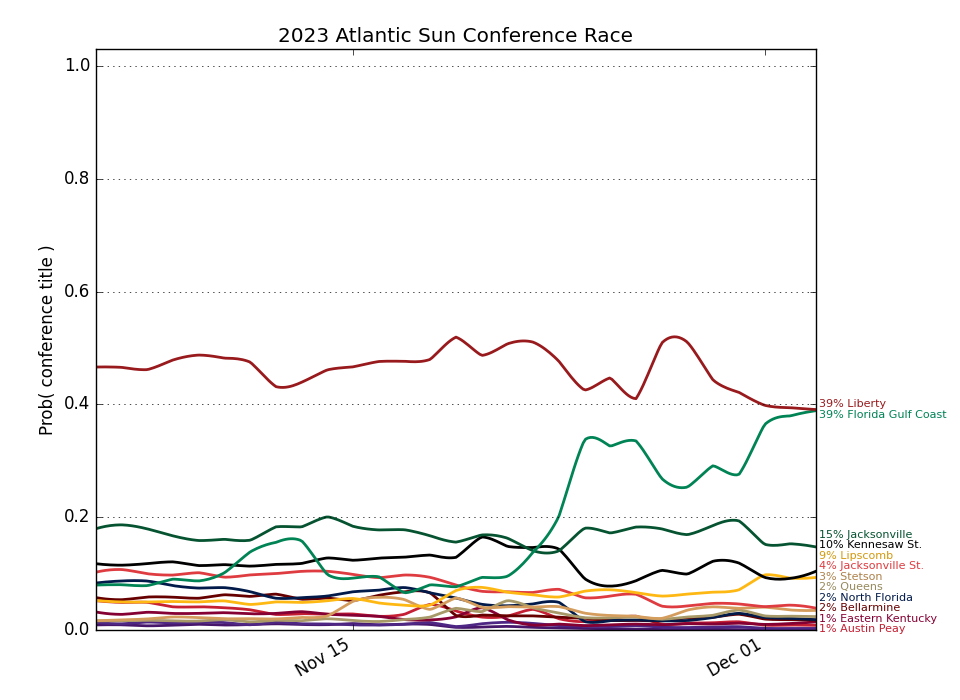 2023 Atlantic Sun Conference Race
Prob( conference title )
1.0
0.8
0.6
0.4
0.2
0.0
Nov 15
Dec 01
39% Liberty
39% Florida Gulf Coast
15% Jacksonville
10% Kennesaw St.
9% Lipscomb
4% Jacksonville St.
3% Stetson
2% Queens
2% North Florida
2% Bellarmine
1% Eastern Kentucky
1% Austin Peay